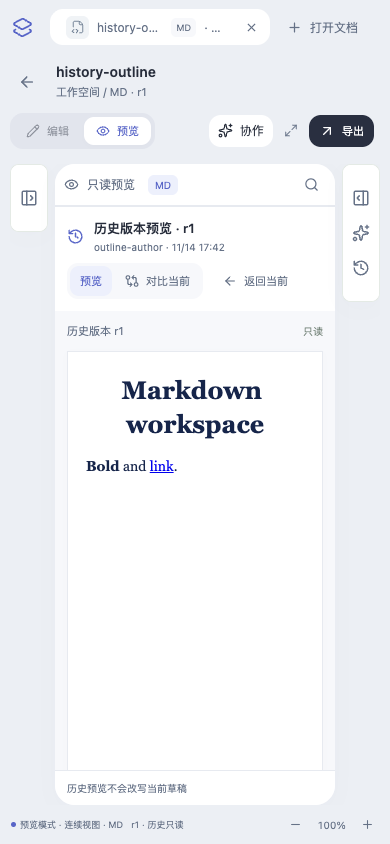 history-o... MD · ... × + 打开文档
history-outline
工作空间 / MD · r1
编辑 预览 协作 导出
只读预览 MD
历史版本预览 · r1
outline-author · 11/14 17:42
预览 对比当前 返回当前
历史版本 r1 只读
Markdown
workspace
Bold and link.
历史预览不会改写当前草稿
预览模式 · 连续视图 · MD r1 · 历史只读 − 100% +